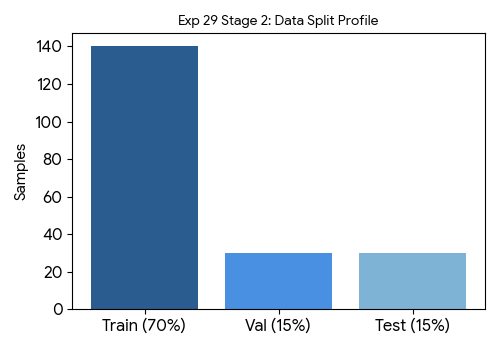 Exp 29 Stage 2: Data Split Profile
Samples
140
120
100
80
60
40
20
0
Train (70%)
Val (15%)
Test (15%)